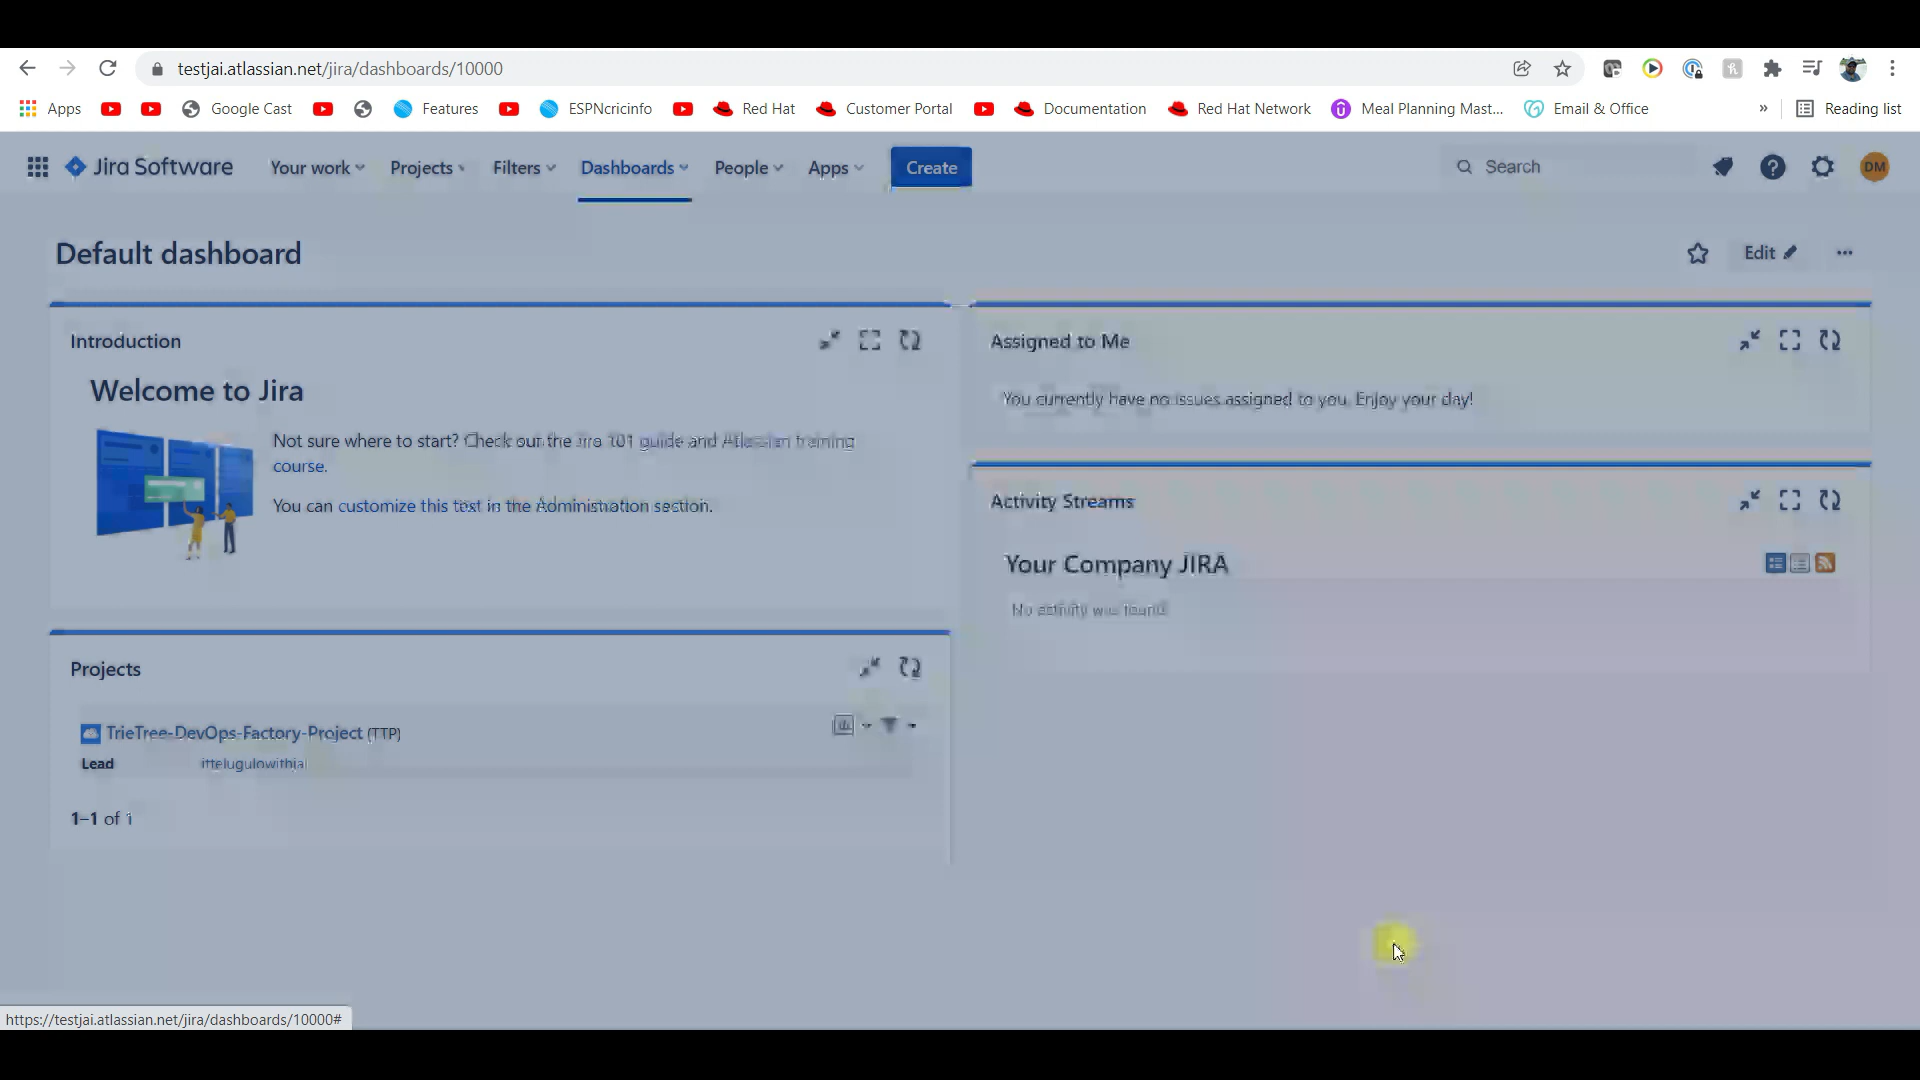 testjai.atlassian.net/jira/dashboards/10000
Apps Google Cast Features ESPNcricinfo Red Hat Customer Portal Documentation Red Hat Network Meal Planning Mast... Email & Office » Reading list
Jira Software Your work Projects Filters Dashboards People Apps Create Search DM
Default dashboard
Edit
Introduction
Welcome to Jira
Not sure where to start? Check out the Jira 101 guide and Atlassian training
course.
You can customize this text in the Administration section.
Projects
TrieTree-DevOps-Factory-Project (TTP)
Lead ittelugulowithjai
1–1 of 1
Assigned to Me
You currently have no issues assigned to you. Enjoy your day!
Activity Streams
Your Company JIRA
No activity was found
https://testjai.atlassian.net/jira/dashboards/10000#